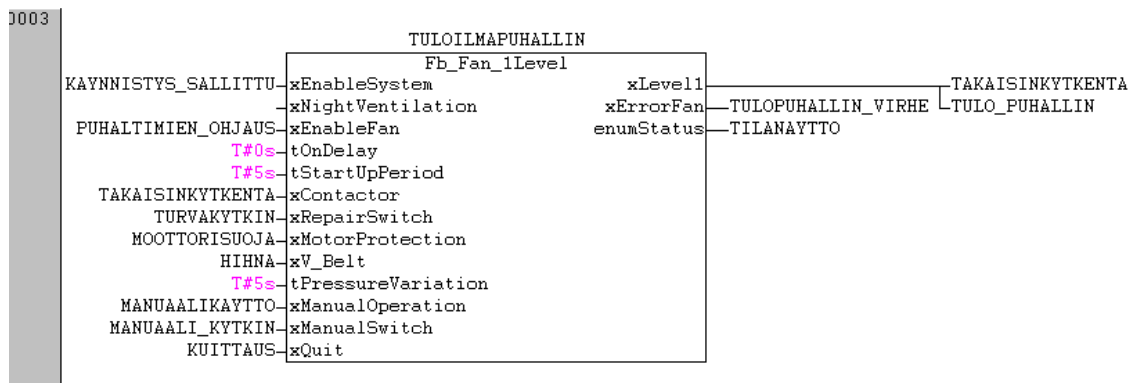 0003
TULOILMAPUHALLIN
Fb_Fan_1Level
KAYNNISTYS_SALLITTU xEnableSystem xLevel1 TAKAISINKYTKENTA
xNightVentilation xErrorFan TULOPUHALLIN_VIRHE TULO_PUHALLIN
PUHALTIMIEN_OHJAUS xEnableFan enumStatus TILANAYTTO
T#0s tOnDelay
T#5s tStartUpPeriod
TAKAISINKYTKENTA xContactor
TURVAKYTKIN xRepairSwitch
MOOTTORISUOJA xMotorProtection
HIHNA xV_Belt
T#5s tPressureVariation
MANUAALIKAYTTO xManualOperation
MANUAALI_KYTKIN xManualSwitch
KUITTAUS xQuit